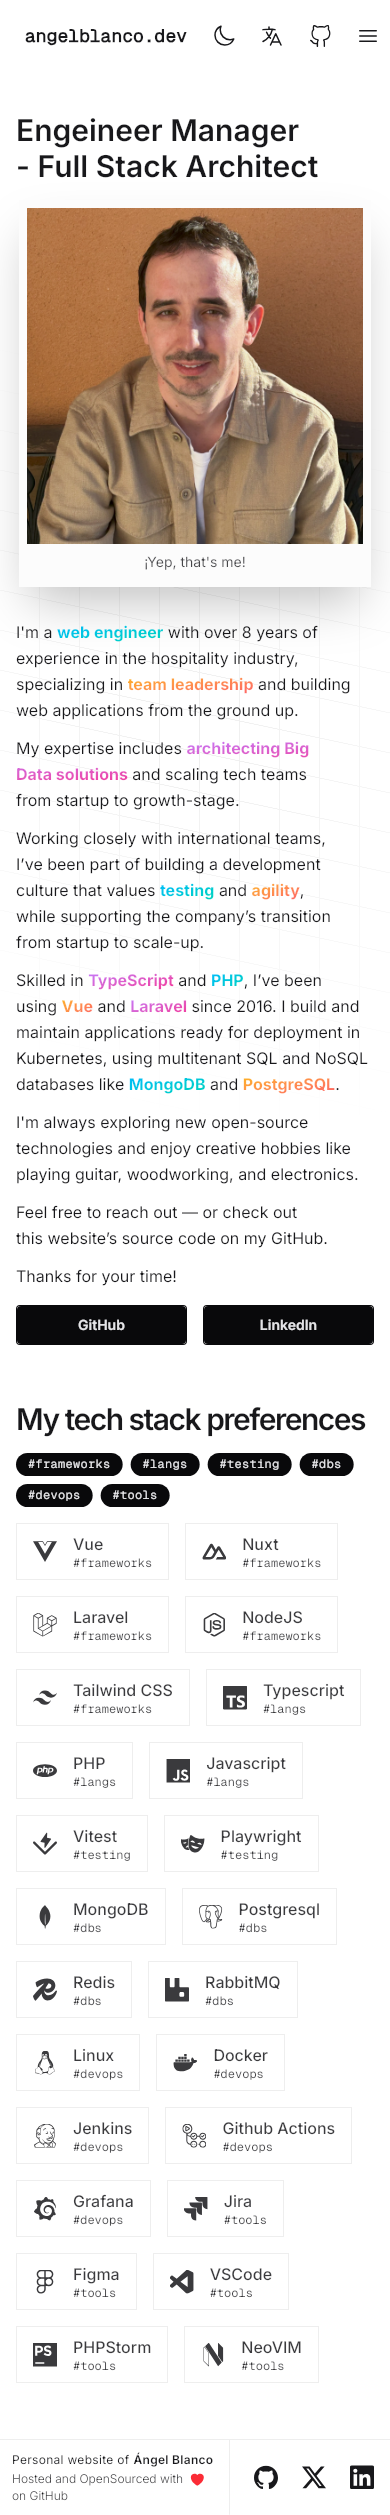 angelblanco.dev
Engeineer Manager
- Full Stack Architect
¡Yep, that's me!
I'm a web engineer with over 8 years of
experience in the hospitality industry,
specializing in team leadership and building
web applications from the ground up.
My expertise includes architecting Big
Data solutions and scaling tech teams
from startup to growth-stage.
Working closely with international teams,
I've been part of building a development
culture that values testing and agility,
while supporting the company's transition
from startup to scale-up.
Skilled in TypeScript and PHP, I've been
using Vue and Laravel since 2016. I build and
maintain applications ready for deployment in
Kubernetes, using multitenant SQL and NoSQL
databases like MongoDB and PostgreSQL.
I'm always exploring new open-source
technologies and enjoy creative hobbies like
playing guitar, woodworking, and electronics.
Feel free to reach out — or check out
this website's source code on my GitHub.
Thanks for your time!
GitHub LinkedIn
My tech stack preferences
#frameworks #langs #testing #dbs
#devops #tools
Vue Nuxt
#frameworks #frameworks
Laravel NodeJS
#frameworks #frameworks
Tailwind CSS TS Typescript
#frameworks #langs
php PHP JS Javascript
#langs #langs
Vitest Playwright
#testing #testing
MongoDB Postgresql
#dbs #dbs
Redis RabbitMQ
#dbs #dbs
Linux Docker
#devops #devops
Jenkins Github Actions
#devops #devops
Grafana Jira
#devops #tools
Figma VSCode
#tools #tools
PS PHPStorm NeoVIM
#tools #tools
Personal website of Ángel Blanco
Hosted and OpenSourced with ❤
on GitHub